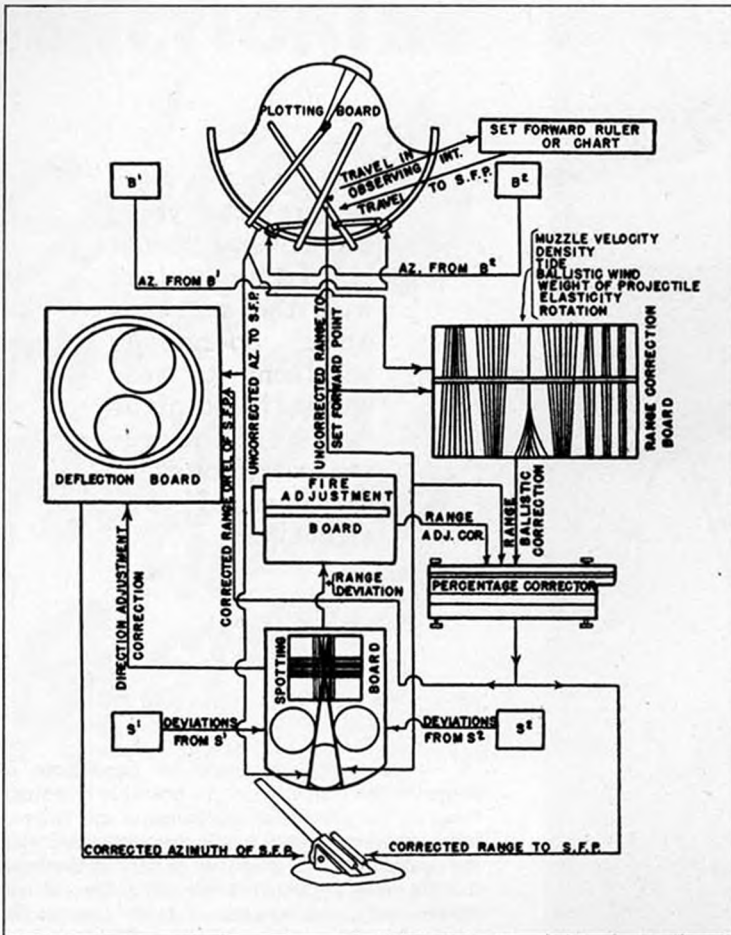 PLOTTING BOARD
SET FORWARD RULER
OR CHART
TRAVEL IN
OBSERVING INT.
TRAVEL TO S.F.P.
B¹
B²
AZ. FROM B¹
AZ. FROM B²
MUZZLE VELOCITY
DENSITY
TIDE
BALLISTIC WIND
WEIGHT OF PROJECTILE
ELASTICITY
ROTATION
RANGE CORRECTION
BOARD
DEFLECTION BOARD
UNCORRECTED AZ. TO S.F.P.
UNCORRECTED RANGE TO
SET FORWARD POINT
CORRECTED RANGE OR EL OF S.F.P.
DIRECTION ADJUSTMENT
CORRECTION
FIRE
ADJUSTMENT
BOARD
RANGE
ADJ. COR.
RANGE
BALLISTIC
CORRECTION
RANGE
DEVIATION
PERCENTAGE CORRECTOR
SPOTTING
BOARD
S¹
DEVIATIONS
FROM S¹
DEVIATIONS
FROM S²
S²
CORRECTED AZIMUTH OF S.F.P.
CORRECTED RANGE TO S.F.P.